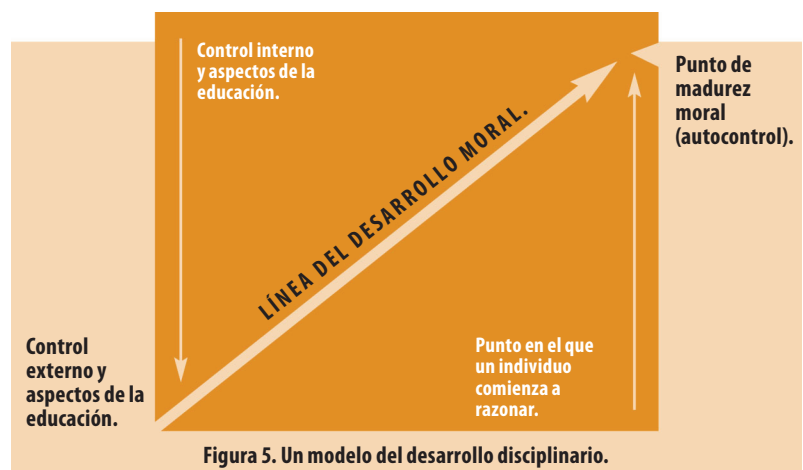 Control interno
y aspectos de la
educación.
Punto de
madurez
moral
(autocontrol).
LÍNEA DEL DESARROLLO MORAL.
Control
externo y
aspectos de la
educación.
Punto en el que
un individuo
comienza a
razonar.
Figura 5. Un modelo del desarrollo disciplinario.